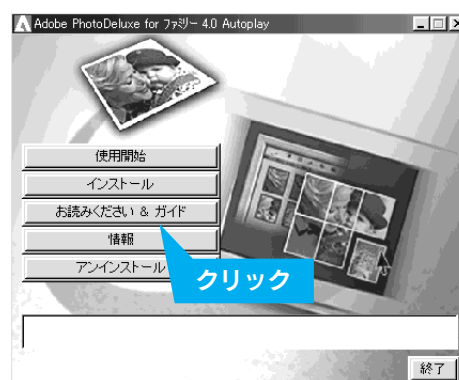 Adobe PhotoDeluxe for ファミリー 4.0 Autoplay
使用開始
インストール
お読みください & ガイド
情報
アンインストール
クリック
終了